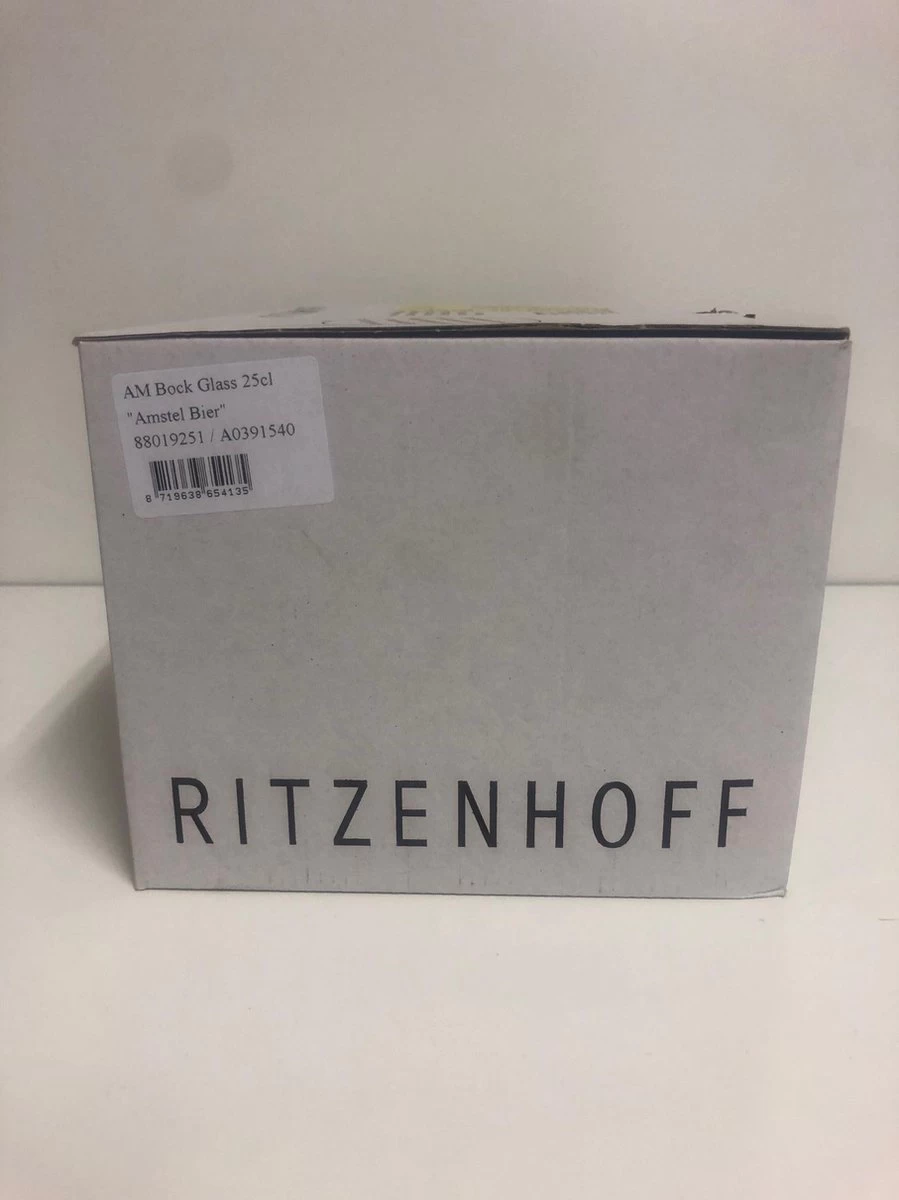 AM Bock Glass 25cl
"Amstel Bier"
88019251 / A0391540
8 719638 654135
RITZENHOFF